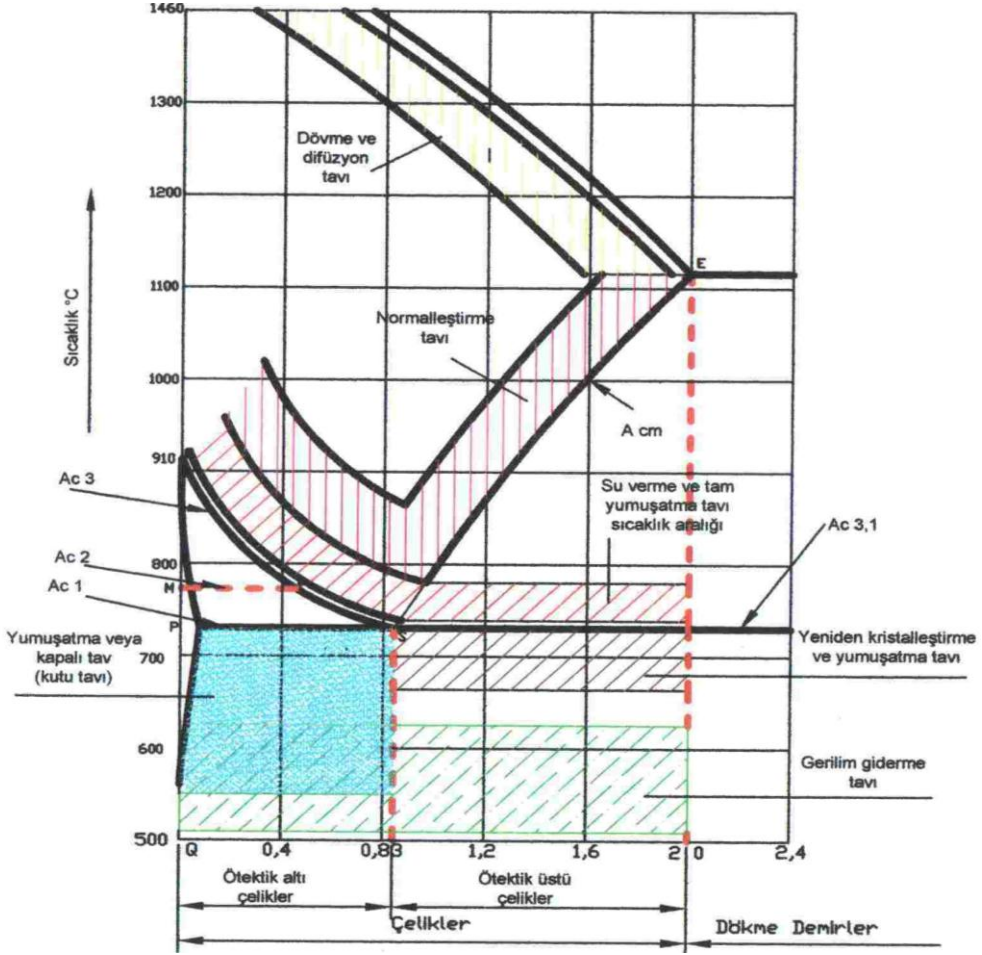 1460
1300
Dövme ve
difüzyon
tavı
I
1200
E
1100
Sıcaklık °C
Normalleştirme
tavı
1000
A cm
910
Ac 3
Su verme ve tam
yumuşatma tavı
sıcaklık aralığı
Ac 3,1
Ac 2
800
M
Ac 1
P
Yumuşatma veya
kapalı tav
(kutu tavı)
700
Yeniden kristalleştirme
ve yumuşatma tavı
600
Gerilim giderme
tavı
500
Q 0,4 0,83 1,2 1,6 2,0 2,4
Ötektik altı
çelikler
Ötektik üstü
çelikler
Çelikler
Dökme Demirler